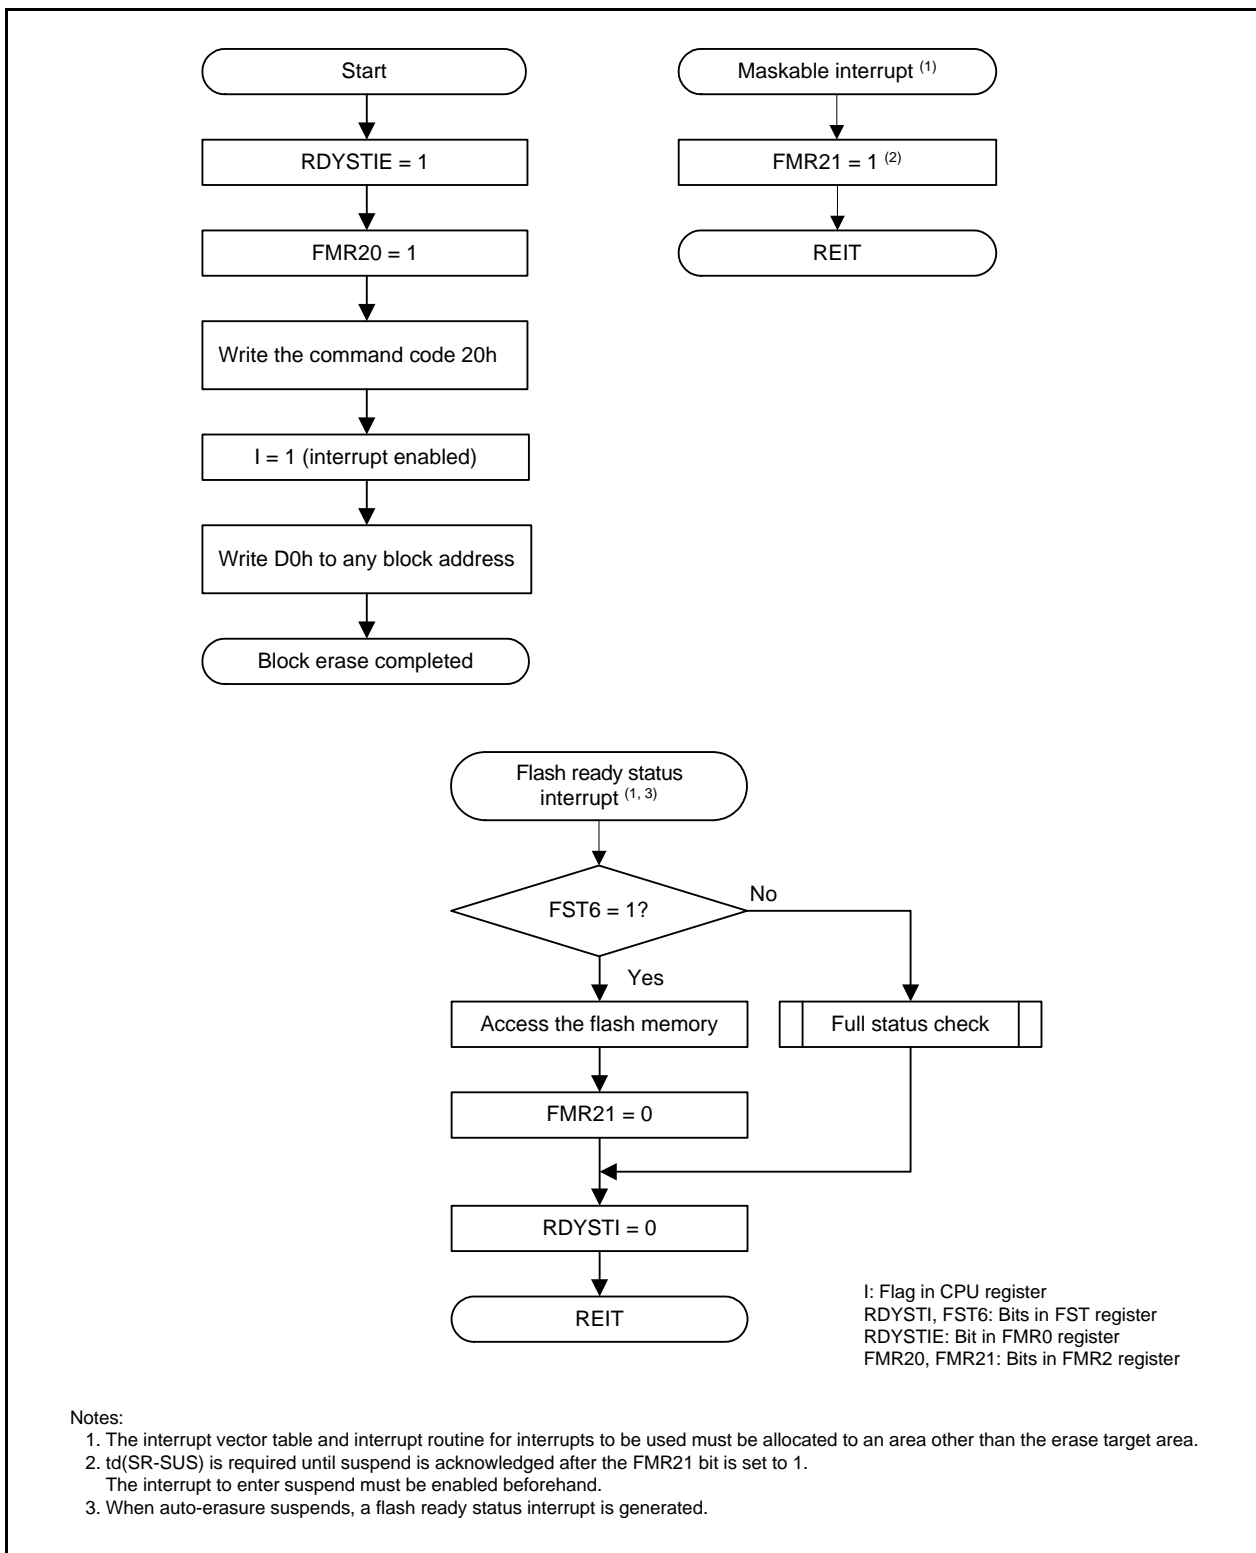 Start
RDYSTIE = 1
FMR20 = 1
Write the command code 20h
I = 1 (interrupt enabled)
Write D0h to any block address
Block erase completed
Maskable interrupt (1)
FMR21 = 1 (2)
REIT
Flash ready status
interrupt (1, 3)
FST6 = 1?
No
Yes
Access the flash memory
Full status check
FMR21 = 0
RDYSTI = 0
REIT
I: Flag in CPU register
RDYSTI, FST6: Bits in FST register
RDYSTIE: Bit in FMR0 register
FMR20, FMR21: Bits in FMR2 register
Notes:
1. The interrupt vector table and interrupt routine for interrupts to be used must be allocated to an area other than the erase target area.
2. td(SR-SUS) is required until suspend is acknowledged after the FMR21 bit is set to 1.
The interrupt to enter suspend must be enabled beforehand.
3. When auto-erasure suspends, a flash ready status interrupt is generated.